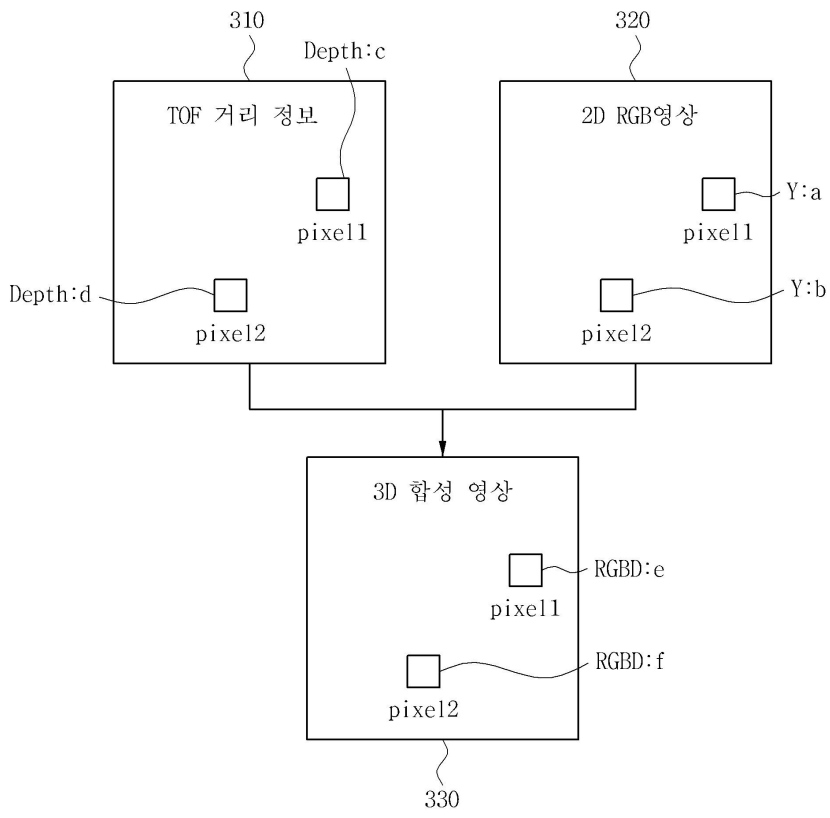 310
320
Depth:c
TOF 거리 정보
2D RGB영상
Y:a
pixel1
pixel1
Depth:d
Y:b
pixel2
pixel2
3D 합성 영상
RGBD:e
pixel1
RGBD:f
pixel2
330